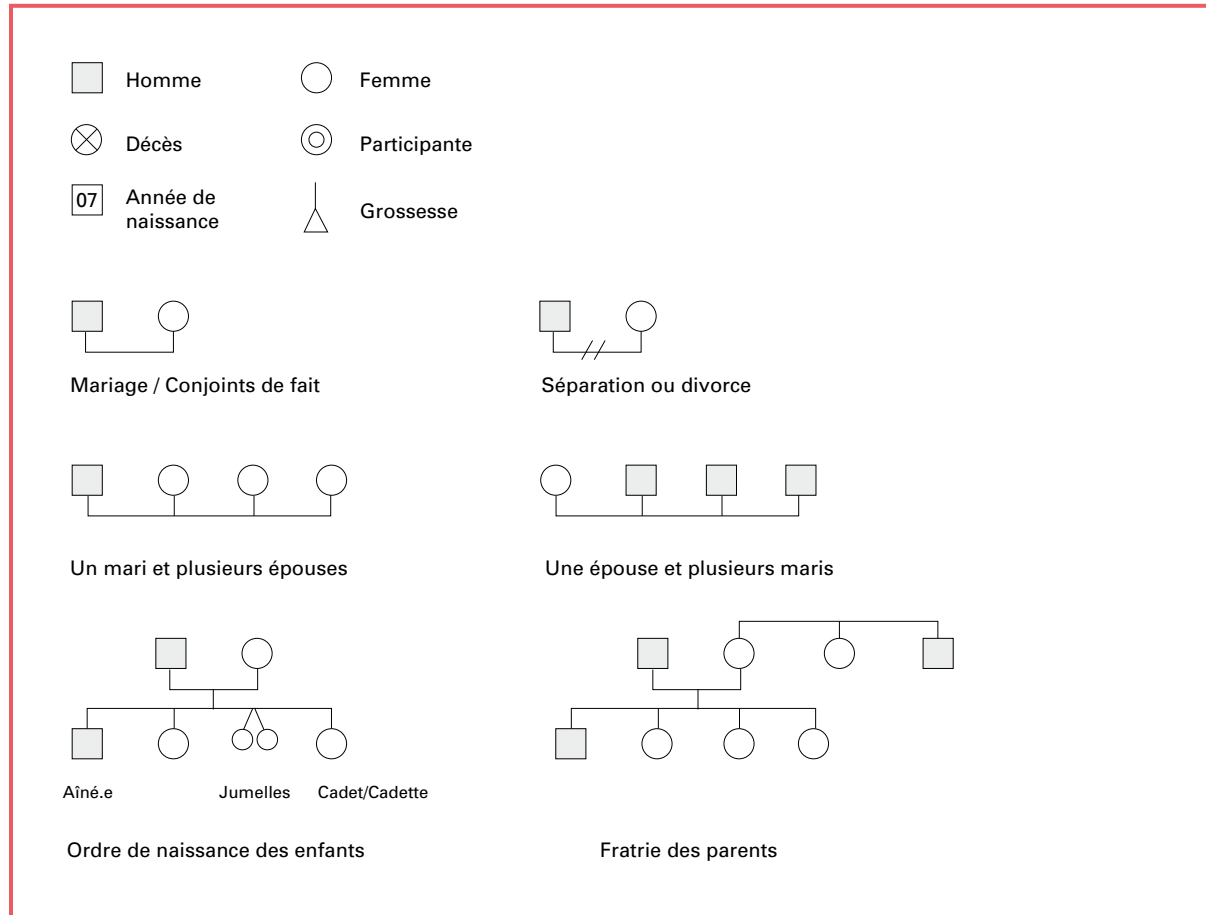 Homme
Femme
Décès
Participante
07
Année de
naissance
Grossesse
Mariage / Conjoints de fait
Séparation ou divorce
Un mari et plusieurs épouses
Une épouse et plusieurs maris
Aîné.e
Jumelles
Cadet/Cadette
Ordre de naissance des enfants
Fratrie des parents